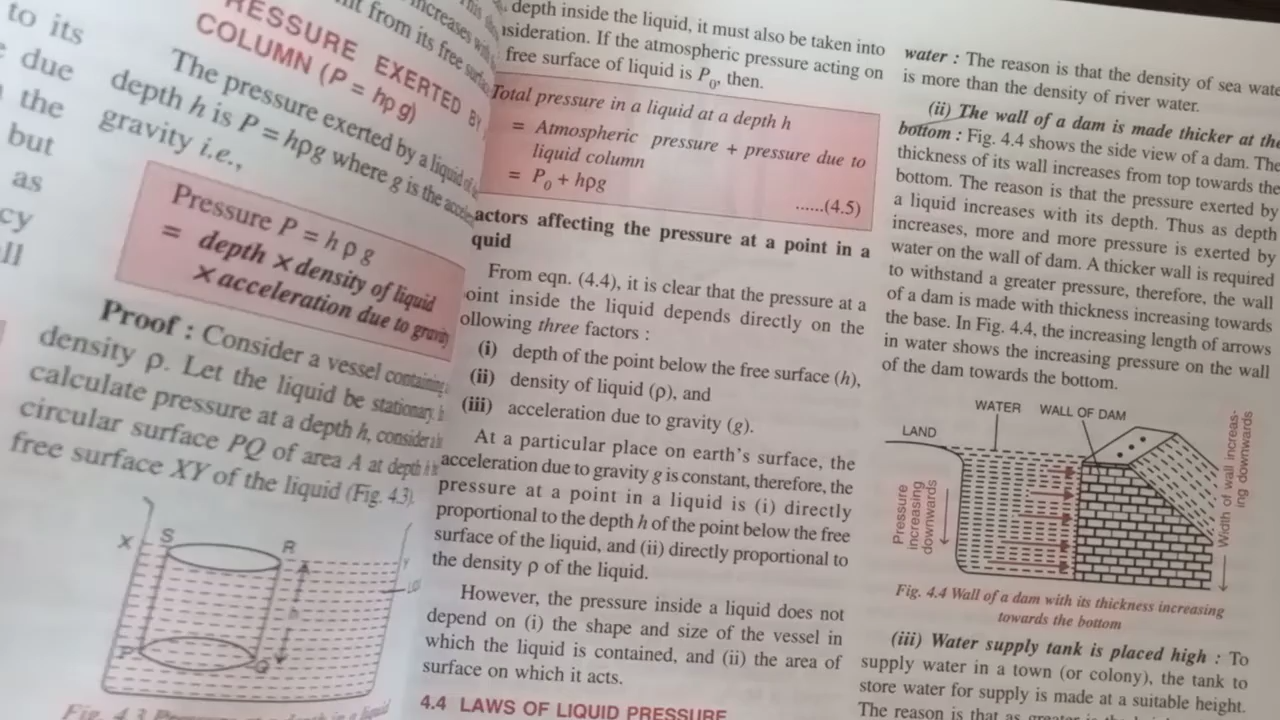 to its
due
the
but
as
cy
PRESSURE EXERTED BY
COLUMN (P = hρg)
The pressure exerted by a liquid of
depth h is P = hρg where g is the
gravity i.e.,
Pressure P = h ρ g
= depth × density of liquid
× acceleration due to gravity
Proof : Consider a vessel containing
density ρ. Let the liquid be stationary.
calculate pressure at a depth h, consider
circular surface PQ of area A at depth
free surface XY of the liquid (Fig. 4.3).
X S R Y
h
P Q
Fig. 4.3
depth inside the liquid, it must also be taken into
If the atmospheric pressure acting on
free surface of liquid is P0, then.
Total pressure in a liquid at a depth h
= Atmospheric pressure + pressure due to
liquid column
= P0 + hρg
......(4.5)
actors affecting the pressure at a point in a
quid
From eqn. (4.4), it is clear that the pressure at a
oint inside the liquid depends directly on the
ollowing three factors :
(i) depth of the point below the free surface (h),
(ii) density of liquid (ρ), and
(iii) acceleration due to gravity (g).
At a particular place on earth's surface, the
acceleration due to gravity g is constant, therefore, the
pressure at a point in a liquid is (i) directly
proportional to the depth h of the point below the free
surface of the liquid, and (ii) directly proportional to
the density ρ of the liquid.
However, the pressure inside a liquid does not
depend on (i) the shape and size of the vessel in
which the liquid is contained, and (ii) the area of
surface on which it acts.
4.4 LAWS OF LIQUID PRESSURE
water : The reason is that the density of sea wate
is more than the density of river water.
(ii) The wall of a dam is made thicker at the
bottom : Fig. 4.4 shows the side view of a dam. The
thickness of its wall increases from top towards the
bottom. The reason is that the pressure exerted by
a liquid increases with its depth. Thus as depth
increases, more and more pressure is exerted by
water on the wall of dam. A thicker wall is required
to withstand a greater pressure, therefore, the wall
of a dam is made with thickness increasing towards
the base. In Fig. 4.4, the increasing length of arrows
in water shows the increasing pressure on the wall
of the dam towards the bottom.
WATER WALL OF DAM
LAND
Pressure
increasing
downwards
Width of wall increas-
ing downwards
Fig. 4.4 Wall of a dam with its thickness increasing
towards the bottom
(iii) Water supply tank is placed high : To
supply water in a town (or colony), the tank to
store water for supply is made at a suitable height.
The reason is that as greater is the